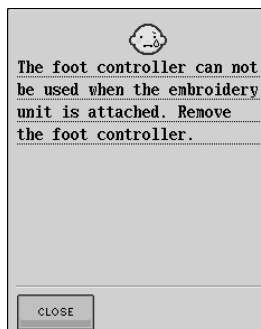 The foot controller can not
be used when the embroidery
unit is attached. Remove
the foot controller.
CLOSE